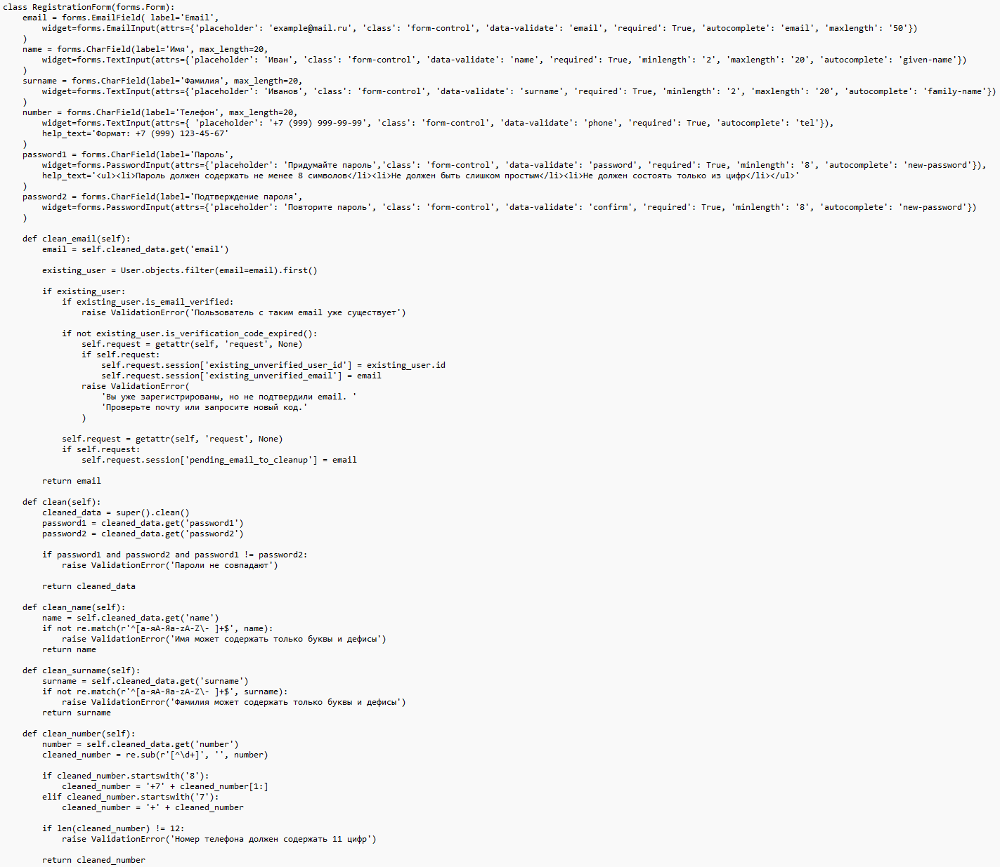 class RegistrationForm(forms.Form):
    email = forms.EmailField( label='Email',
        widget=forms.EmailInput(attrs={'placeholder': 'example@mail.ru', 'class': 'form-control', 'data-validate': 'email', 'required': True, 'autocomplete': 'email', 'maxlength': '50'})
    )
    name = forms.CharField(label='Имя', max_length=20,
        widget=forms.TextInput(attrs={'placeholder': 'Иван', 'class': 'form-control', 'data-validate': 'name', 'required': True, 'minlength': '2', 'maxlength': '20', 'autocomplete': 'given-name'})
    )
    surname = forms.CharField(label='Фамилия', max_length=20,
        widget=forms.TextInput(attrs={'placeholder': 'Иванов', 'class': 'form-control', 'data-validate': 'surname', 'required': True, 'minlength': '2', 'maxlength': '20', 'autocomplete': 'family-name'})
    )
    number = forms.CharField(label='Телефон', max_length=20,
        widget=forms.TextInput(attrs={ 'placeholder': '+7 (999) 999-99-99', 'class': 'form-control', 'data-validate': 'phone', 'required': True, 'autocomplete': 'tel'}),
        help_text='Формат: +7 (999) 123-45-67'
    )
    password1 = forms.CharField(label='Пароль',
        widget=forms.PasswordInput(attrs={'placeholder': 'Придумайте пароль','class': 'form-control', 'data-validate': 'password', 'required': True, 'minlength': '8', 'autocomplete': 'new-password'}),
        help_text='<ul><li>Пароль должен содержать не менее 8 символов</li><li>Не должен быть слишком простым</li><li>Не должен состоять только из цифр</li></ul>'
    )
    password2 = forms.CharField(label='Подтверждение пароля',
        widget=forms.PasswordInput(attrs={'placeholder': 'Повторите пароль', 'class': 'form-control', 'data-validate': 'confirm', 'required': True, 'minlength': '8', 'autocomplete': 'new-password'})
    )

    def clean_email(self):
        email = self.cleaned_data.get('email')

        existing_user = User.objects.filter(email=email).first()

        if existing_user:
            if existing_user.is_email_verified:
                raise ValidationError('Пользователь с таким email уже существует')

            if not existing_user.is_verification_code_expired():
                self.request = getattr(self, 'request', None)
                if self.request:
                    self.request.session['existing_unverified_user_id'] = existing_user.id
                    self.request.session['existing_unverified_email'] = email
                raise ValidationError(
                    'Вы уже зарегистрированы, но не подтвердили email. '
                    'Проверьте почту или запросите новый код.'
                )

            self.request = getattr(self, 'request', None)
            if self.request:
                self.request.session['pending_email_to_cleanup'] = email

        return email

    def clean(self):
        cleaned_data = super().clean()
        password1 = cleaned_data.get('password1')
        password2 = cleaned_data.get('password2')

        if password1 and password2 and password1 != password2:
            raise ValidationError('Пароли не совпадают')

        return cleaned_data

    def clean_name(self):
        name = self.cleaned_data.get('name')
        if not re.match(r'^[а-яА-Яa-zA-Z\- ]+$', name):
            raise ValidationError('Имя может содержать только буквы и дефисы')
        return name

    def clean_surname(self):
        surname = self.cleaned_data.get('surname')
        if not re.match(r'^[а-яА-Яa-zA-Z\- ]+$', surname):
            raise ValidationError('Фамилия может содержать только буквы и дефисы')
        return surname

    def clean_number(self):
        number = self.cleaned_data.get('number')
        cleaned_number = re.sub(r'[^\d+]', '', number)

        if cleaned_number.startswith('8'):
            cleaned_number = '+7' + cleaned_number[1:]
        elif cleaned_number.startswith('7'):
            cleaned_number = '+' + cleaned_number

        if len(cleaned_number) != 12:
            raise ValidationError('Номер телефона должен содержать 11 цифр')

        return cleaned_number